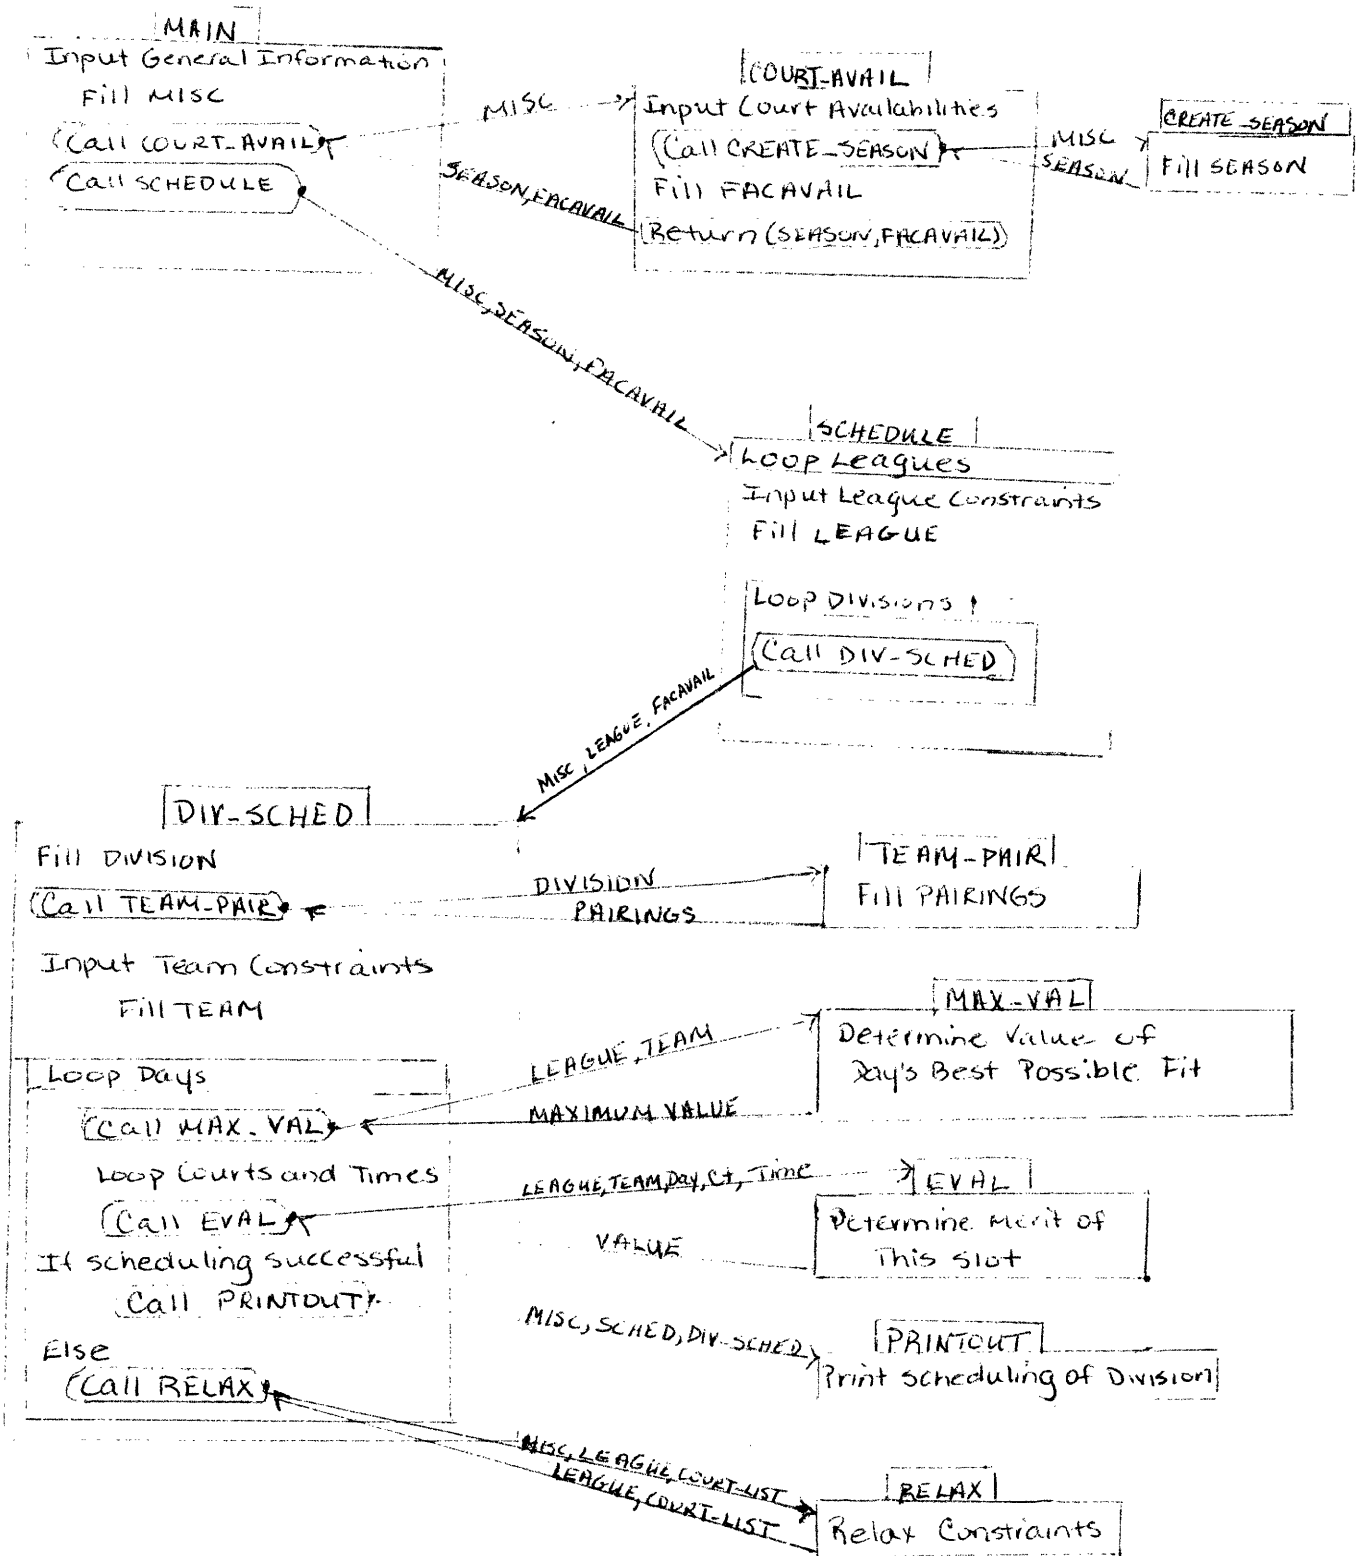 MAIN
Input General Information
Fill MISC
Call COURT_AVAIL
Call SCHEDULE
MISC
SEASON, FACAVAIL
COURT-AVAIL
Input Court Availabilities
Call CREATE_SEASON
Fill FACAVAIL
Return (SEASON, FACAVAIL)
MISC
SEASON
CREATE_SEASON
Fill SEASON
MISC, SEASON, FACAVAIL
SCHEDULE
Loop Leagues
Input League Constraints
Fill LEAGUE
Loop Divisions
Call DIV-SCHED
MISC, LEAGUE, FACAVAIL
DIV-SCHED
Fill DIVISION
Call TEAM-PAIR
Input Team Constraints
Fill TEAM
DIVISION
PAIRINGS
TEAM-PAIR
Fill PAIRINGS
Loop Days
Call MAX-VAL
Loop Courts and Times
Call EVAL
If scheduling successful
Call PRINTOUT
Else
Call RELAX
LEAGUE, TEAM
MAXIMUM VALUE
MAX-VAL
Determine Value of
Day's Best Possible Fit
LEAGUE, TEAM, Day, Ct, Time
VALUE
EVAL
Determine Merit of
This slot
MISC, SCHED, DIV-SCHED
PRINTOUT
Print scheduling of Division
MISC, LEAGUE, COURT-LIST
LEAGUE, COURT-LIST
RELAX
Relax Constraints